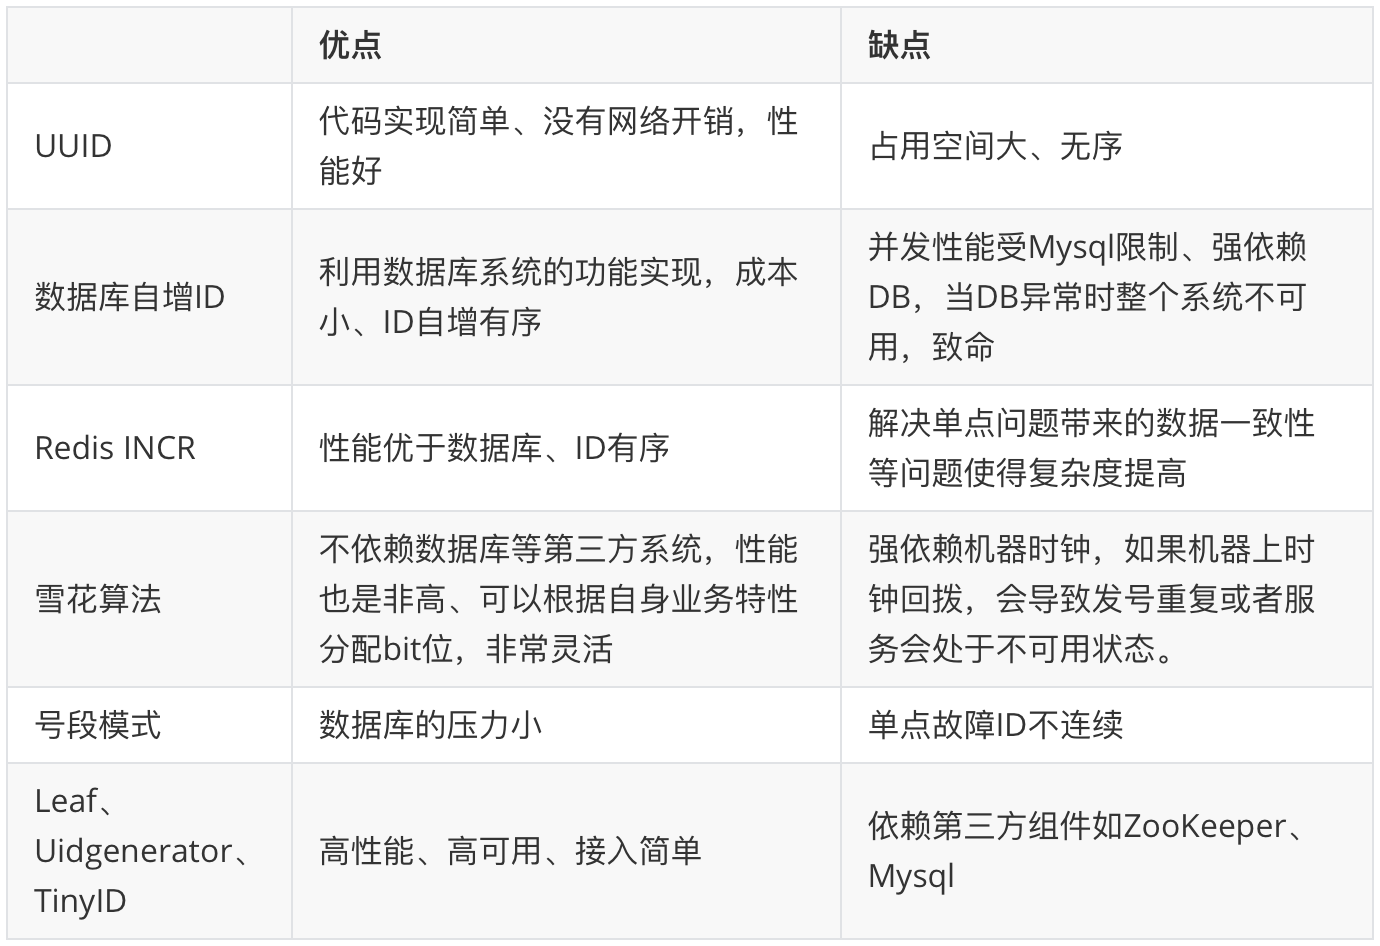 优点
缺点
UUID
代码实现简单、没有网络开销，性
能好
占用空间大、无序
数据库自增ID
利用数据库系统的功能实现，成本
小、ID自增有序
并发性能受Mysql限制、强依赖
DB，当DB异常时整个系统不可
用，致命
Redis INCR
性能优于数据库、ID有序
解决单点问题带来的数据一致性
等问题使得复杂度提高
雪花算法
不依赖数据库等第三方系统，性能
也是非高、可以根据自身业务特性
分配bit位，非常灵活
强依赖机器时钟，如果机器上时
钟回拨，会导致发号重复或者服
务会处于不可用状态。
号段模式
数据库的压力小
单点故障ID不连续
Leaf、
Uidgenerator、
TinyID
高性能、高可用、接入简单
依赖第三方组件如ZooKeeper、
Mysql